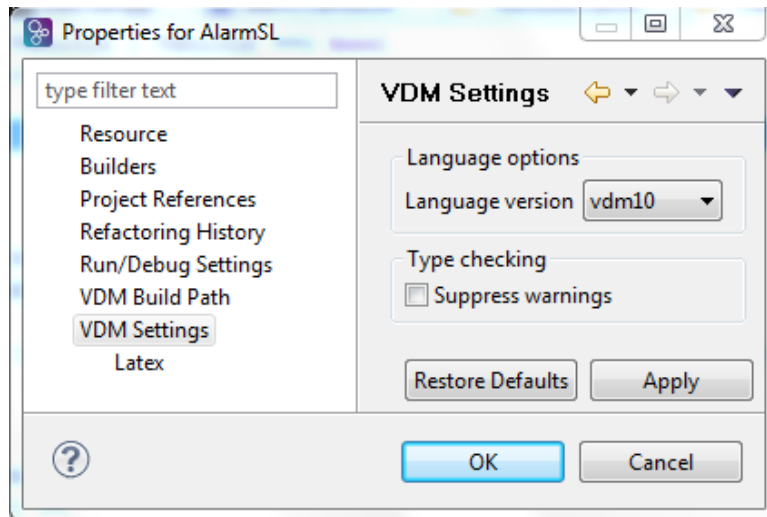 Properties for AlarmSL
type filter text
Resource
Builders
Project References
Refactoring History
Run/Debug Settings
VDM Build Path
VDM Settings
Latex
VDM Settings
Language options
Language version vdm10
Type checking
Suppress warnings
Restore Defaults Apply
? OK Cancel